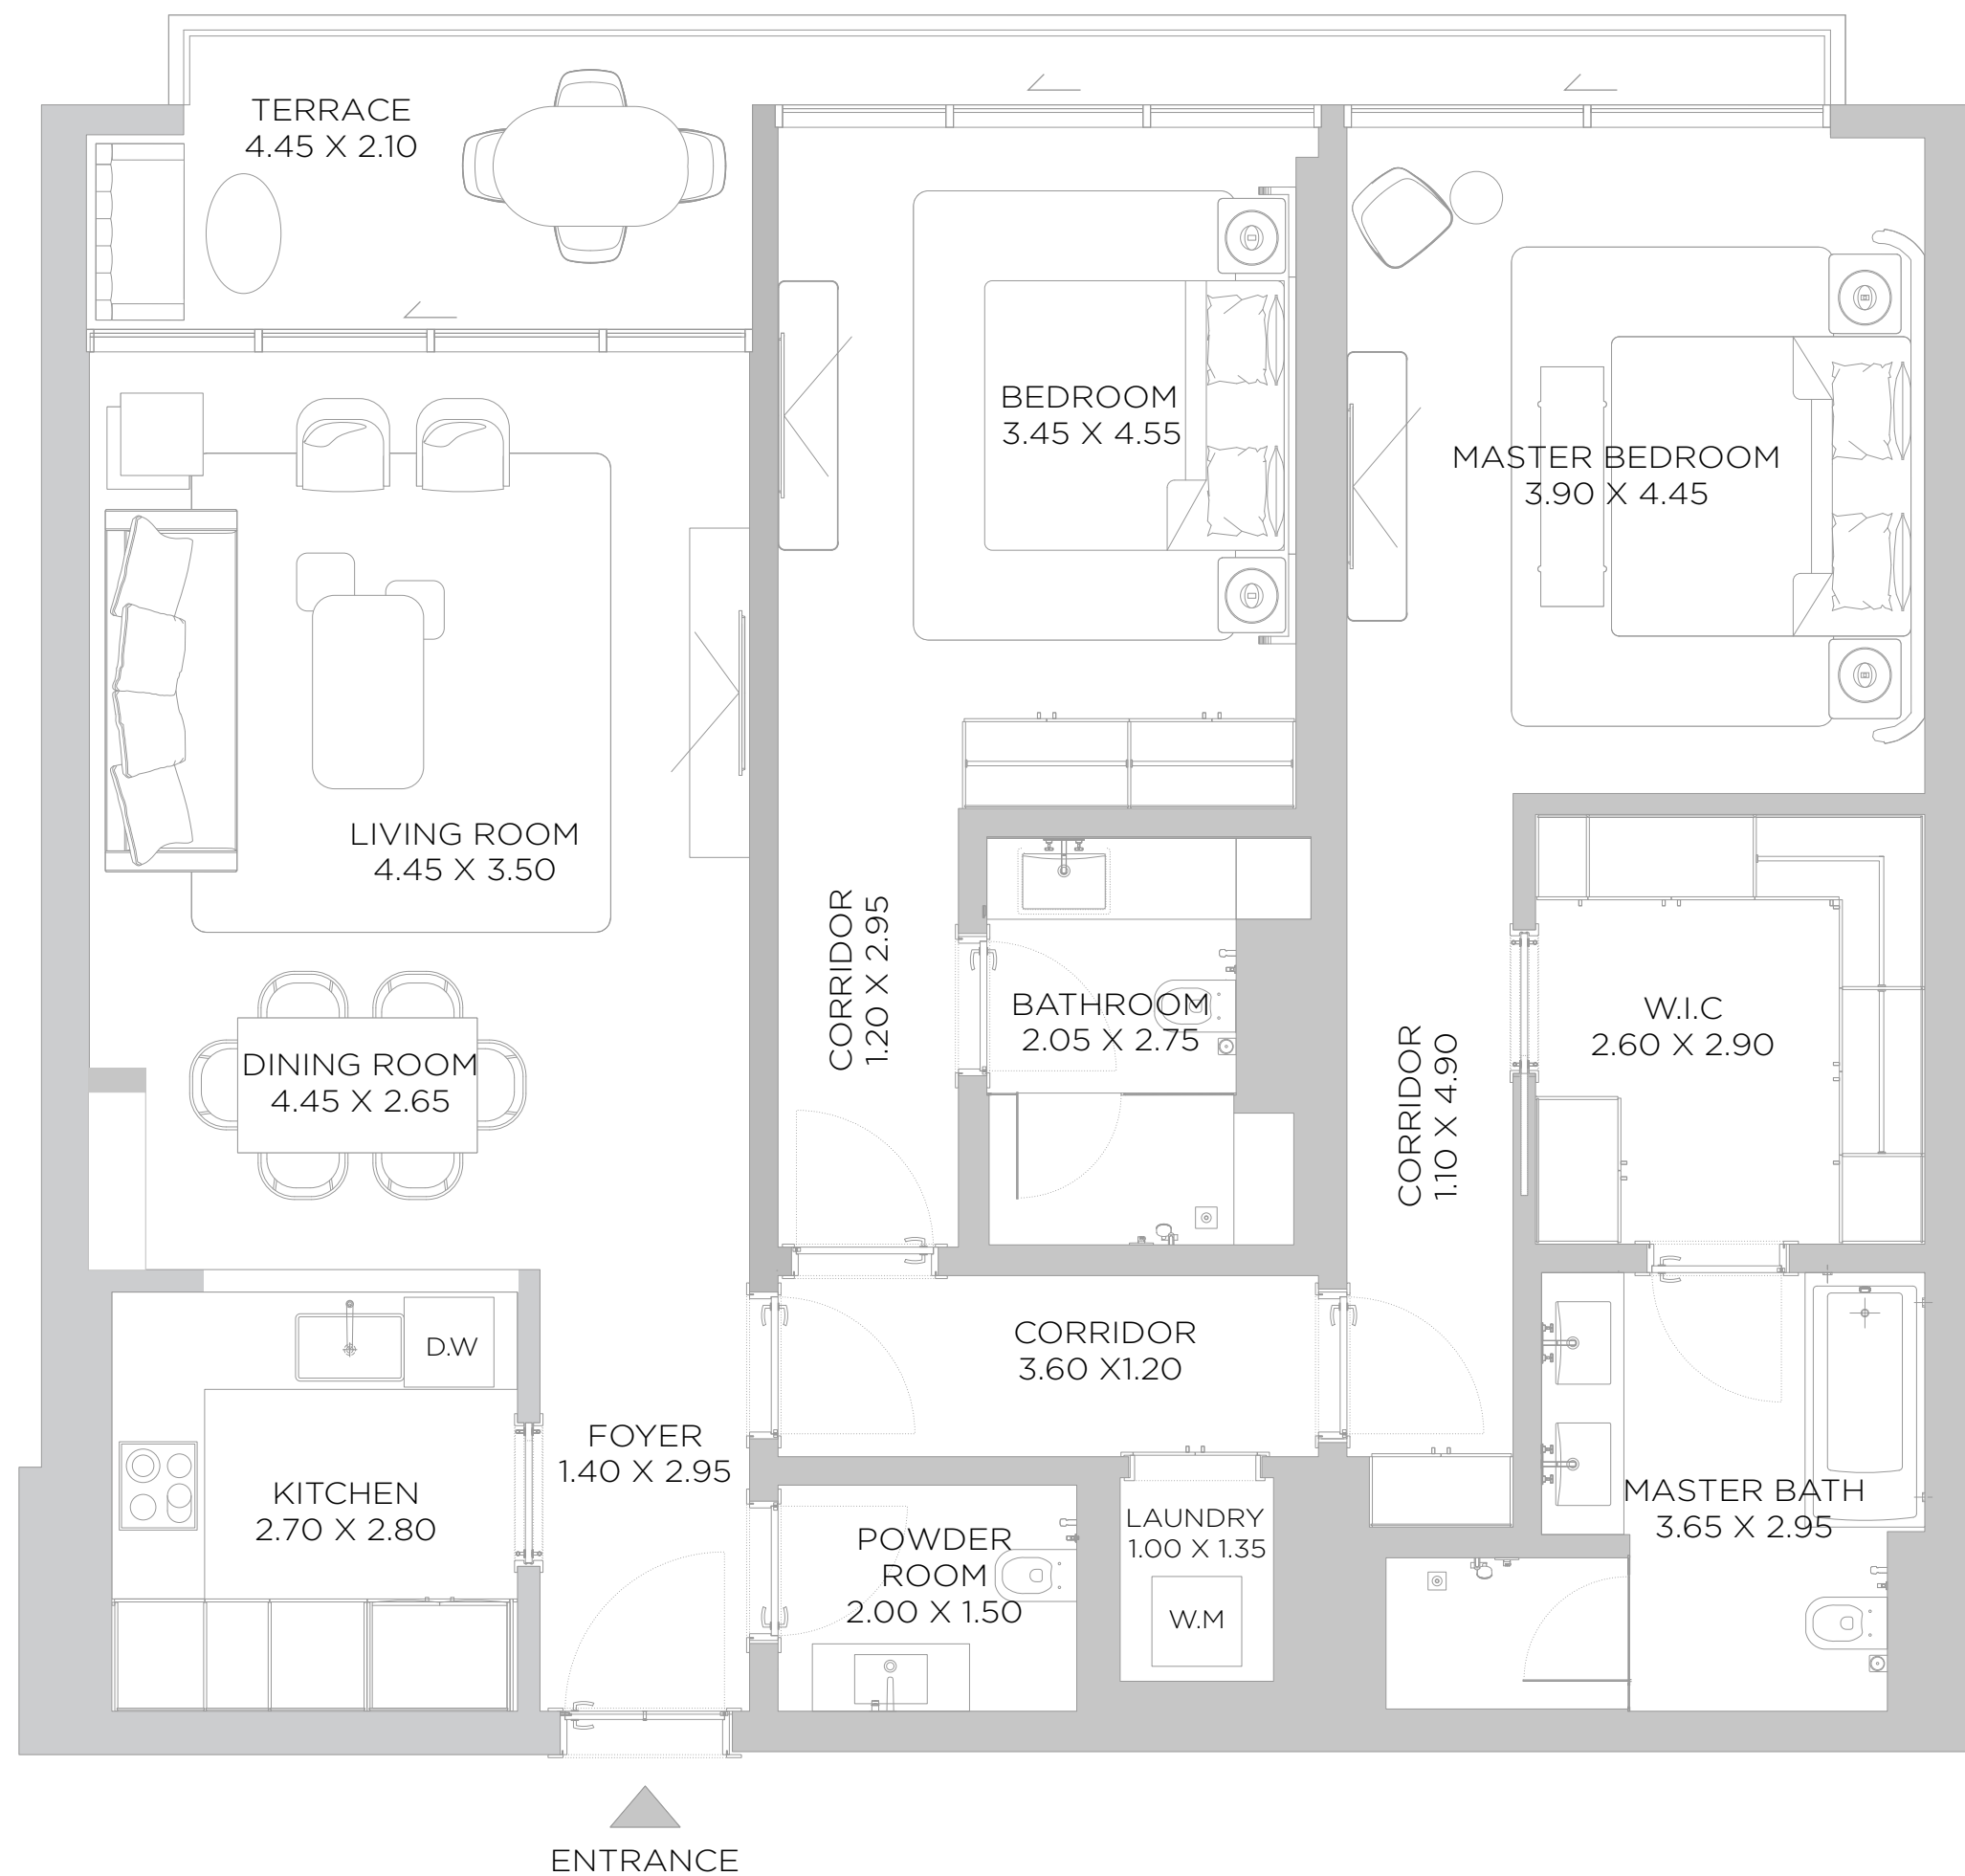 TERRACE
4.45 X 2.10
BEDROOM
3.45 X 4.55
MASTER BEDROOM
3.90 X 4.45
LIVING ROOM
4.45 X 3.50
CORRIDOR
1.20 X 2.95
BATHROOM
2.05 X 2.75
CORRIDOR
1.10 X 4.90
W.I.C
2.60 X 2.90
DINING ROOM
4.45 X 2.65
D.W
CORRIDOR
3.60 X1.20
FOYER
1.40 X 2.95
KITCHEN
2.70 X 2.80
POWDER
ROOM
2.00 X 1.50
LAUNDRY
1.00 X 1.35
W.M
MASTER BATH
3.65 X 2.95
ENTRANCE